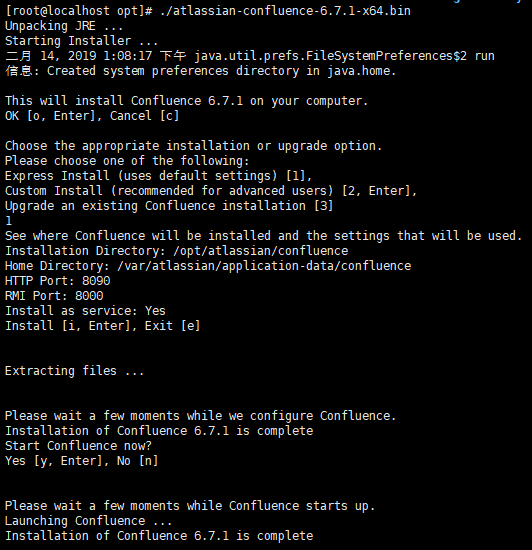 [root@localhost opt]# ./atlassian-confluence-6.7.1-x64.bin
Unpacking JRE ...
Starting Installer ...
二月 14, 2019 1:08:17 下午 java.util.prefs.FileSystemPreferences$2 run
信息: Created system preferences directory in java.home.
This will install Confluence 6.7.1 on your computer.
OK [o, Enter], Cancel [c]
Choose the appropriate installation or upgrade option.
Please choose one of the following:
Express Install (uses default settings) [1],
Custom Install (recommended for advanced users) [2, Enter],
Upgrade an existing Confluence installation [3]
1
See where Confluence will be installed and the settings that will be used.
Installation Directory: /opt/atlassian/confluence
Home Directory: /var/atlassian/application-data/confluence
HTTP Port: 8090
RMI Port: 8000
Install as service: Yes
Install [i, Enter], Exit [e]
Extracting files ...
Please wait a few moments while we configure Confluence.
Installation of Confluence 6.7.1 is complete
Start Confluence now?
Yes [y, Enter], No [n]
Please wait a few moments while Confluence starts up.
Launching Confluence ...
Installation of Confluence 6.7.1 is complete